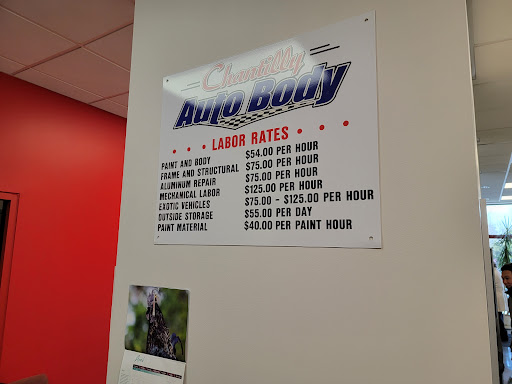 Chantilly
Auto Body
LABOR RATES
PAINT AND BODY $54.00 PER HOUR
FRAME AND STRUCTURAL $75.00 PER HOUR
ALUMINUM REPAIR $75.00 PER HOUR
MECHANICAL LABOR $125.00 PER HOUR
EXOTIC VEHICLES $75.00 - $125.00 PER HOUR
OUTSIDE STORAGE $55.00 PER DAY
PAINT MATERIAL $40.00 PER PAINT HOUR